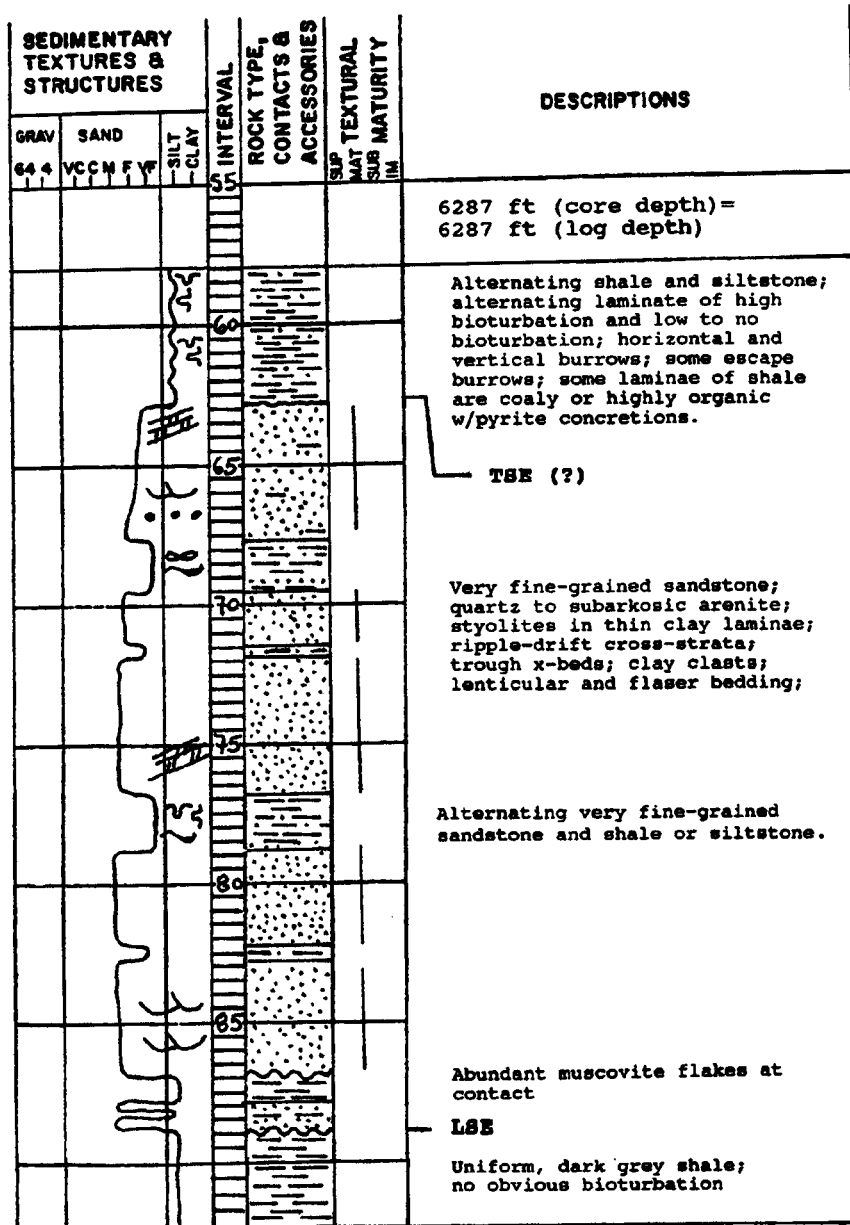 SEDIMENTARY
TEXTURES &
STRUCTURES
GRAV
SAND
SILT
CLAY
64 4
VC C M F VF
INTERVAL
ROCK TYPE,
CONTACTS &
ACCESSORIES
TEXTURAL
MATURITY
SUP
MAT
SUB
IM
DESCRIPTIONS
55
6287 ft (core depth)=
6287 ft (log depth)
Alternating shale and siltstone;
alternating laminate of high
bioturbation and low to no
bioturbation; horizontal and
vertical burrows; some escape
burrows; some laminae of shale
are coaly or highly organic
w/pyrite concretions.
60
65
TSE (?)
70
Very fine-grained sandstone;
quartz to subarkosic arenite;
styolites in thin clay laminae;
ripple-drift cross-strata;
trough x-beds; clay clasts;
lenticular and flaser bedding;
75
Alternating very fine-grained
sandstone and shale or siltstone.
80
85
Abundant muscovite flakes at
contact
LSE
Uniform, dark grey shale;
no obvious bioturbation